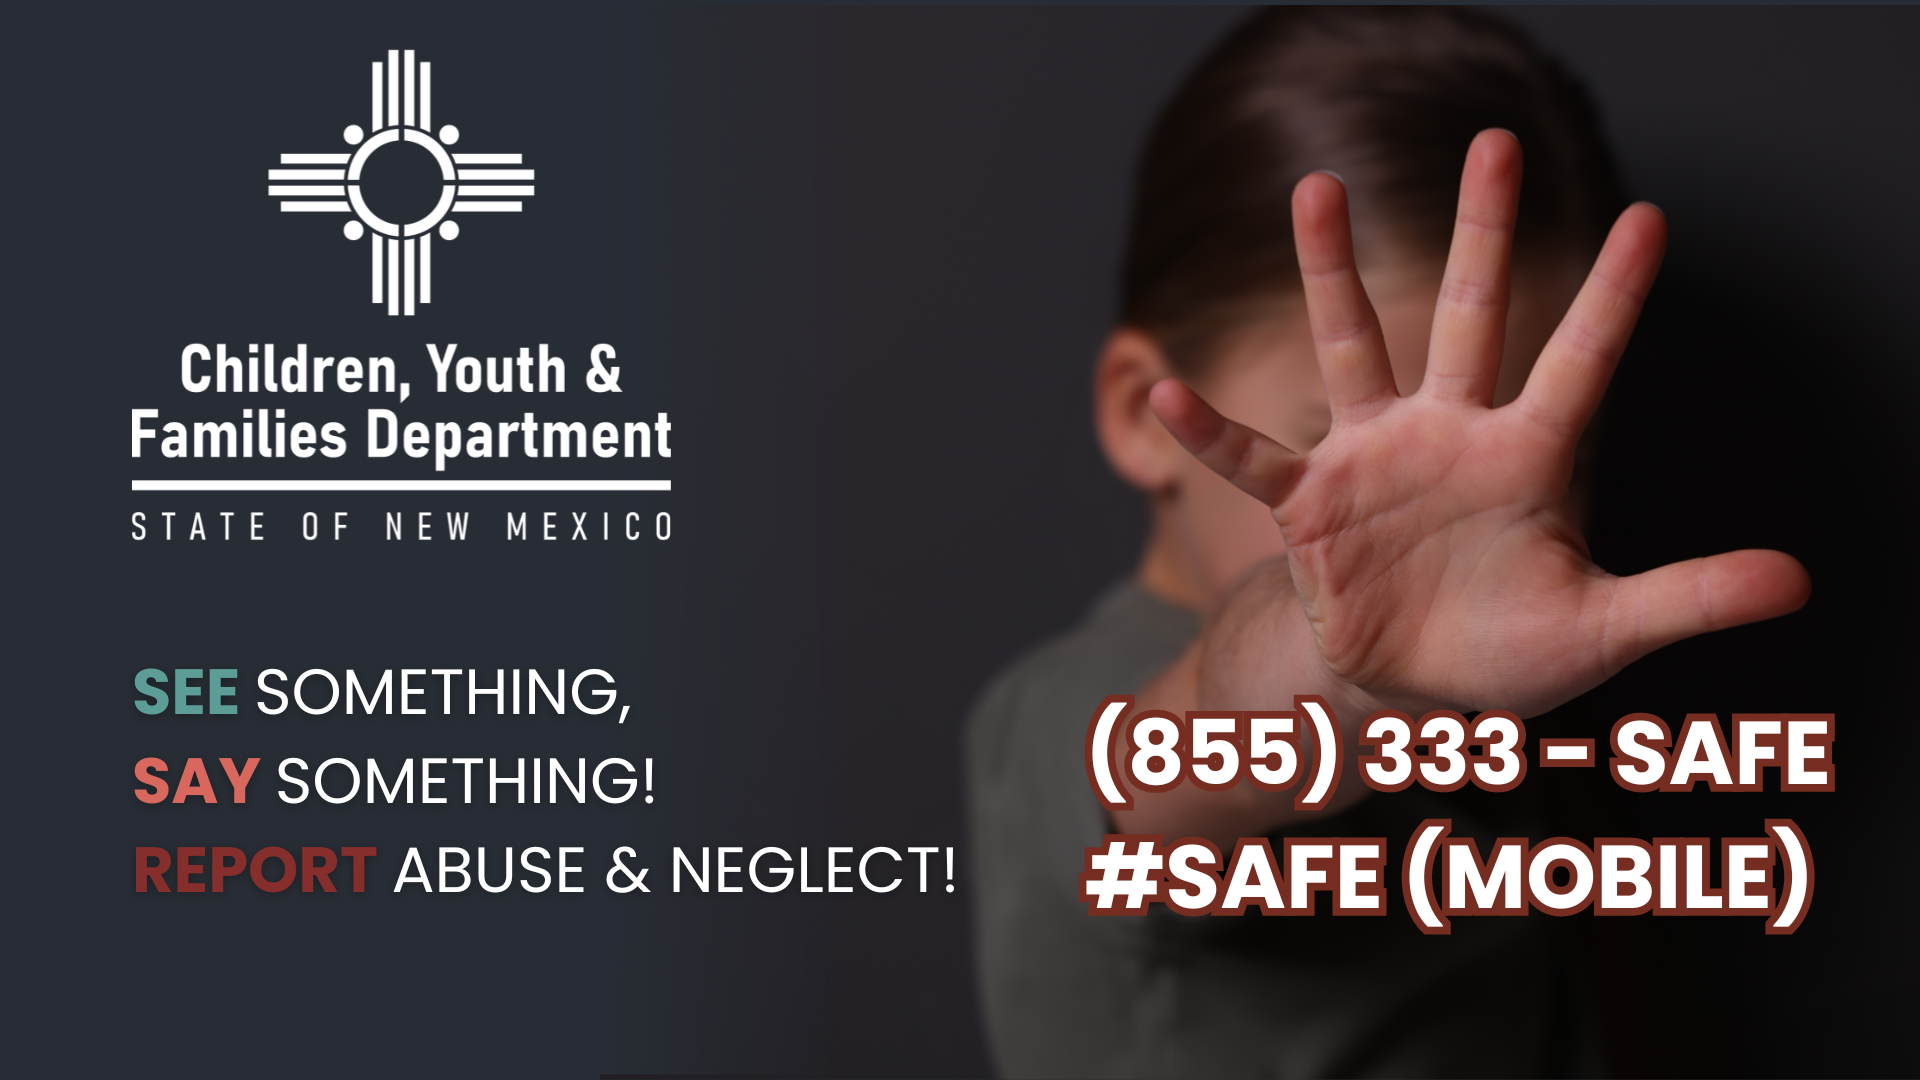 Children, Youth &
Families Department
STATE OF NEW MEXICO
SEE SOMETHING,
SAY SOMETHING!
REPORT ABUSE & NEGLECT!
(855) 333 - SAFE
#SAFE (MOBILE)